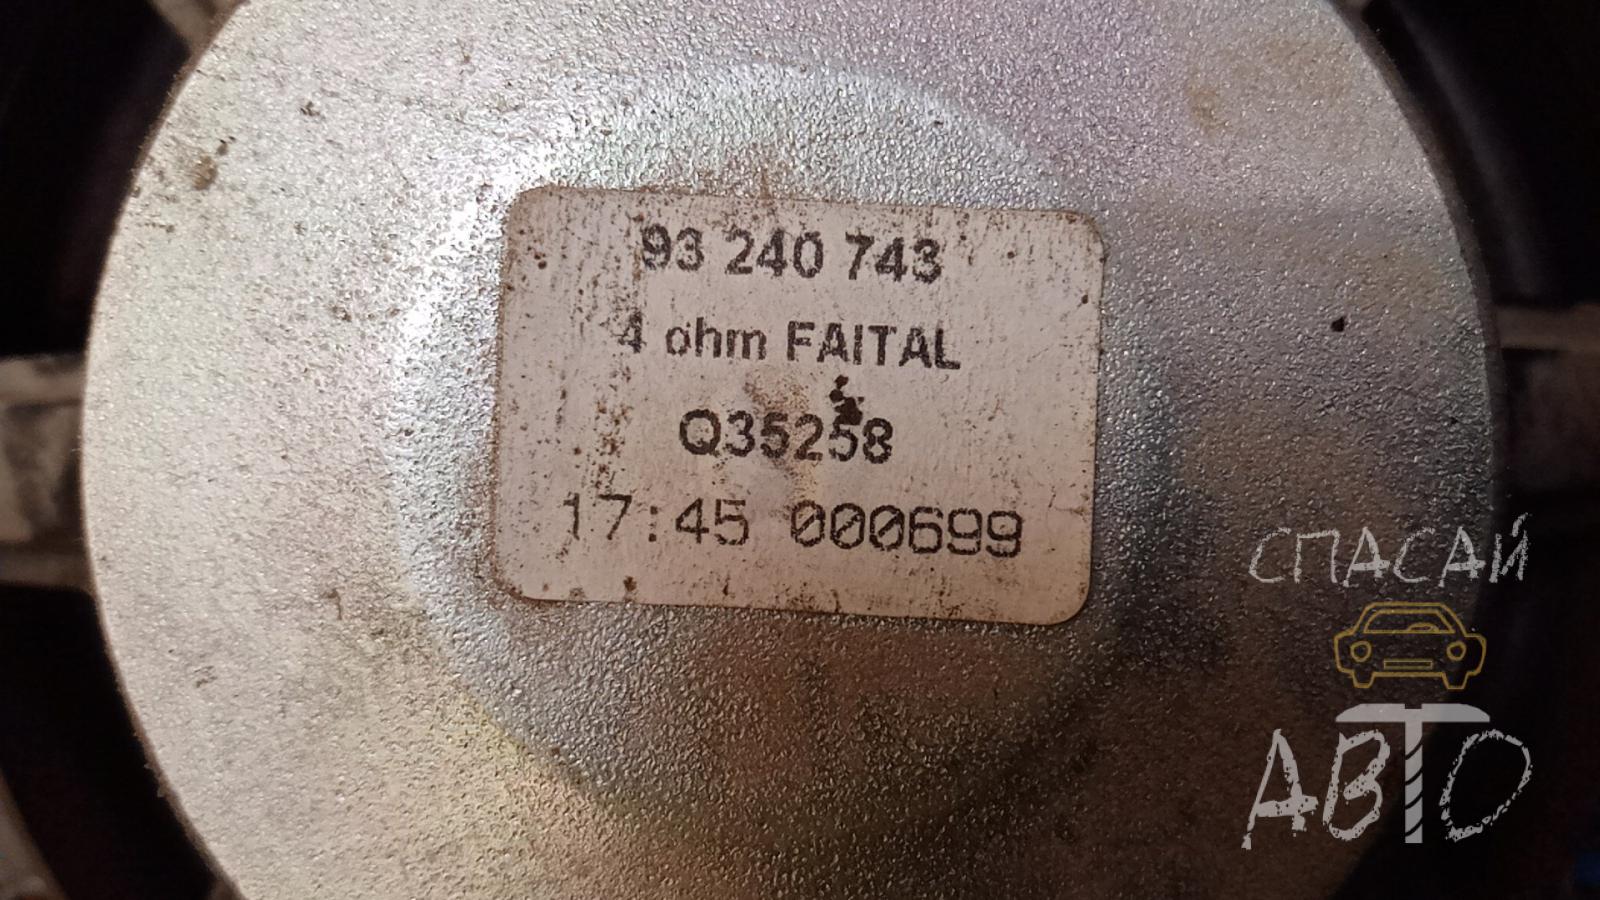 93 240 743
4 ohm FAITAL
Q35258
17:45 000699
СПАСАЙ
АВТО